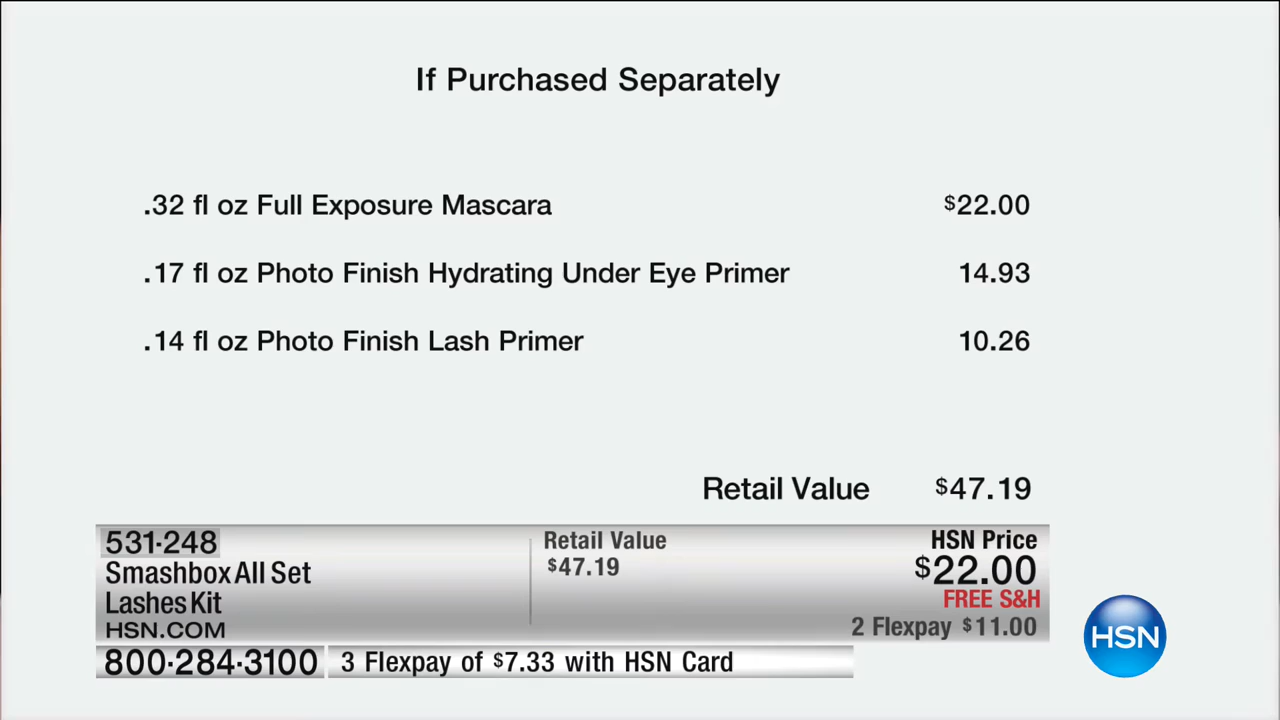 If Purchased Separately
.32 fl oz Full Exposure Mascara $22.00
.17 fl oz Photo Finish Hydrating Under Eye Primer 14.93
.14 fl oz Photo Finish Lash Primer 10.26
Retail Value $47.19
531·248
Smashbox All Set
Lashes Kit
HSN.COM
Retail Value
$47.19
HSN Price
$22.00
FREE S&H
2 Flexpay $11.00
800·284·3100 3 Flexpay of $7.33 with HSN Card
HSN